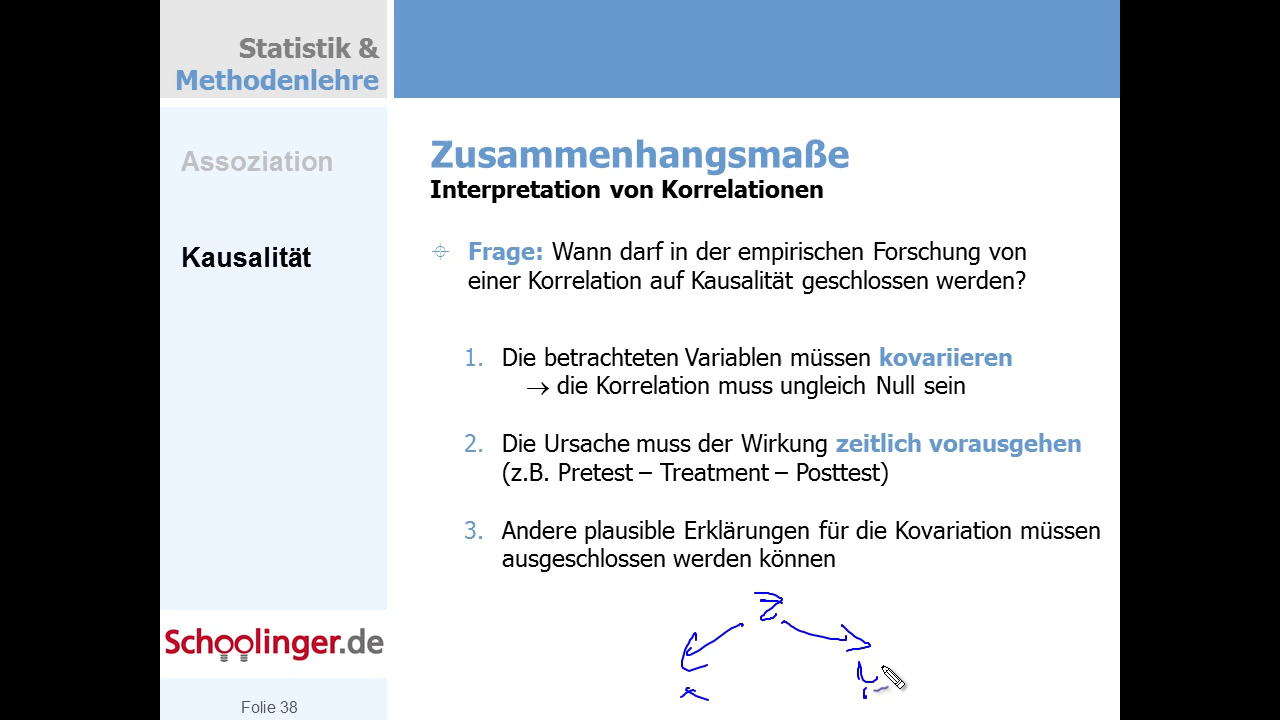 Statistik &
Methodenlehre
Assoziation
Kausalität
Zusammenhangsmaße
Interpretation von Korrelationen
Frage: Wann darf in der empirischen Forschung von
einer Korrelation auf Kausalität geschlossen werden?
1. Die betrachteten Variablen müssen kovariieren
→ die Korrelation muss ungleich Null sein
2. Die Ursache muss der Wirkung zeitlich vorausgehen
(z.B. Pretest – Treatment – Posttest)
3. Andere plausible Erklärungen für die Kovariation müssen
ausgeschlossen werden können
Z
Schoolinger.de
Folie 38